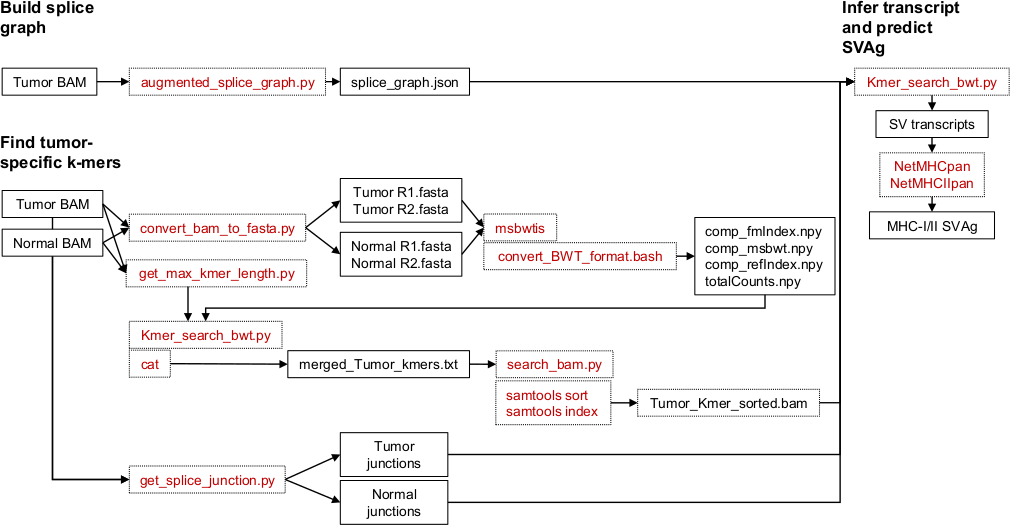 Build splice
graph
Tumor BAM
augmented_splice_graph.py
splice_graph.json
Find tumor-
specific k-mers
Tumor BAM
Normal BAM
convert_bam_to_fasta.py
get_max_kmer_length.py
Tumor R1.fasta
Tumor R2.fasta
Normal R1.fasta
Normal R2.fasta
msbwtis
convert_BWT_format.bash
comp_fmIndex.npy
comp_msbwt.npy
comp_refIndex.npy
totalCounts.npy
Kmer_search_bwt.py
cat
merged_Tumor_kmers.txt
search_bam.py
samtools sort
samtools index
Tumor_Kmer_sorted.bam
get_splice_junction.py
Tumor
junctions
Normal
junctions
Infer transcript
and predict
SVAg
Kmer_search_bwt.py
SV transcripts
NetMHCpan
NetMHCIIpan
MHC-I/II SVAg